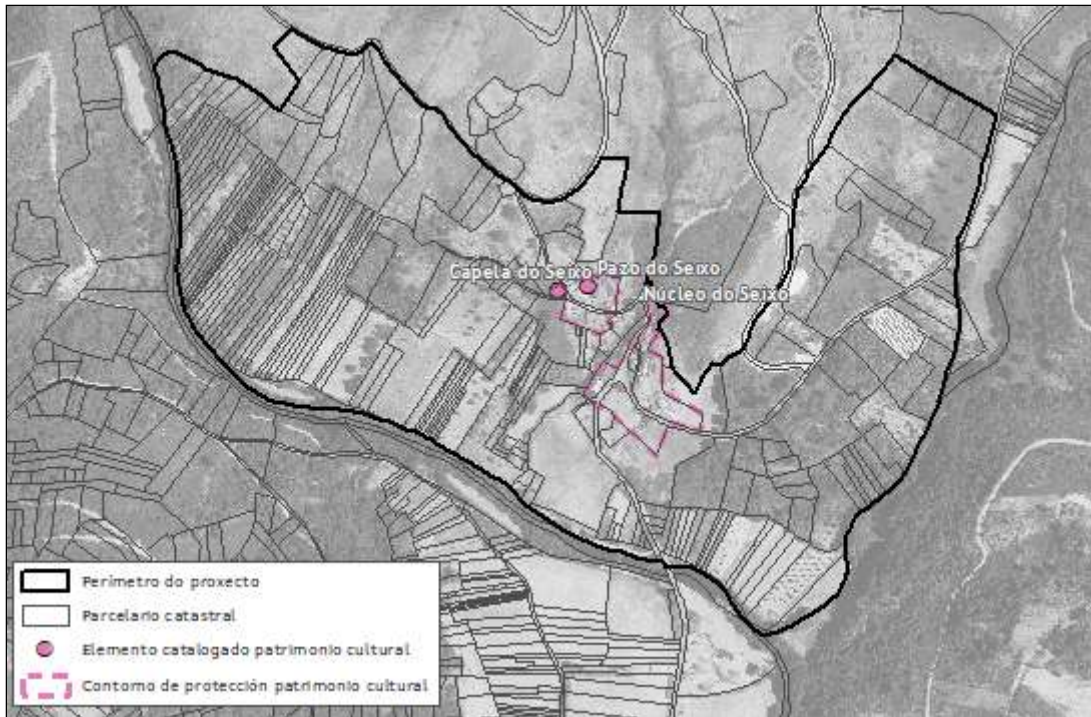 Capela do Seixo
Pazo do Seixo
Núcleo do Seixo
Perímetro do proxecto
Parcelario catastral
Elemento catalogado patrimonio cultural
Contorno de protección patrimonio cultural